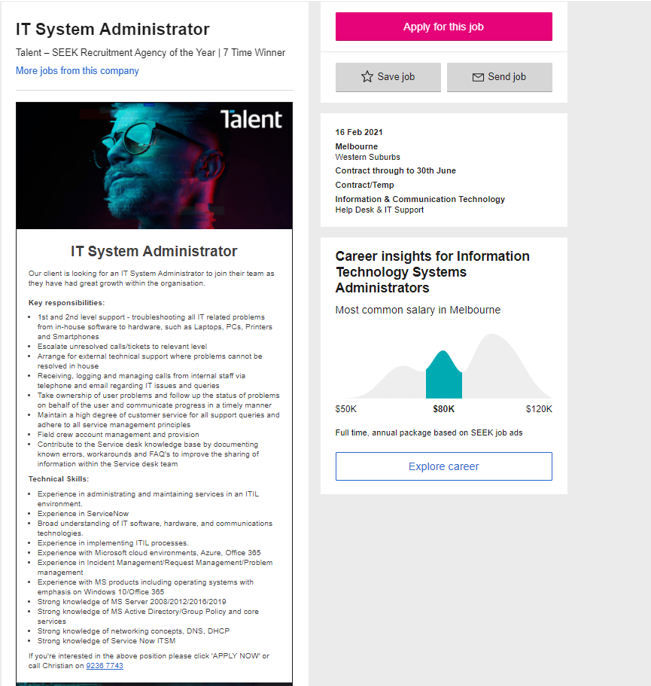 IT System Administrator
Talent – SEEK Recruitment Agency of the Year | 7 Time Winner
More jobs from this company
Talent
IT System Administrator
Our client is looking for an IT System Administrator to join their team as
they have had great growth within the organisation.
Key responsibilities:
• 1st and 2nd level support - troubleshooting all IT related problems
from in-house software to hardware, such as Laptops, PCs, Printers
and Smartphones
• Escalate unresolved calls/tickets to relevant level
• Arrange for external technical support where problems cannot be
resolved in house
• Receiving, logging and managing calls from internal staff via
telephone and email regarding IT issues and queries
• Take ownership of user problems and follow up the status of problems
on behalf of the user and communicate progress in a timely manner
• Maintain a high degree of customer service for all support queries and
adhere to all service management principles
• Field crew account management and provision
• Contribute to the Service desk knowledge base by documenting
known errors, workarounds and FAQ's to improve the sharing of
information within the Service desk team
Technical Skills:
• Experience in administrating and maintaining services in an ITIL
environment.
• Experience in ServiceNow
• Broad understanding of IT software, hardware, and communications
technologies.
• Experience in implementing ITIL processes.
• Experience with Microsoft cloud environments, Azure, Office 365
• Experience in Incident Management/Request Management/Problem
management
• Experience with MS products including operating systems with
emphasis on Windows 10/Office 365
• Strong knowledge of MS Server 2008/2012/2016/2019
• Strong knowledge of MS Active Directory/Group Policy and core
services
• Strong knowledge of networking concepts, DNS, DHCP
• Strong knowledge of Service Now ITSM
If you're interested in the above position please click 'APPLY NOW' or
call Christian on 9236 7743
Apply for this job
Save job
Send job
16 Feb 2021
Melbourne
Western Suburbs
Contract through to 30th June
Contract/Temp
Information & Communication Technology
Help Desk & IT Support
Career insights for Information
Technology Systems
Administrators
Most common salary in Melbourne
$50K $80K $120K
Full time, annual package based on SEEK job ads
Explore career